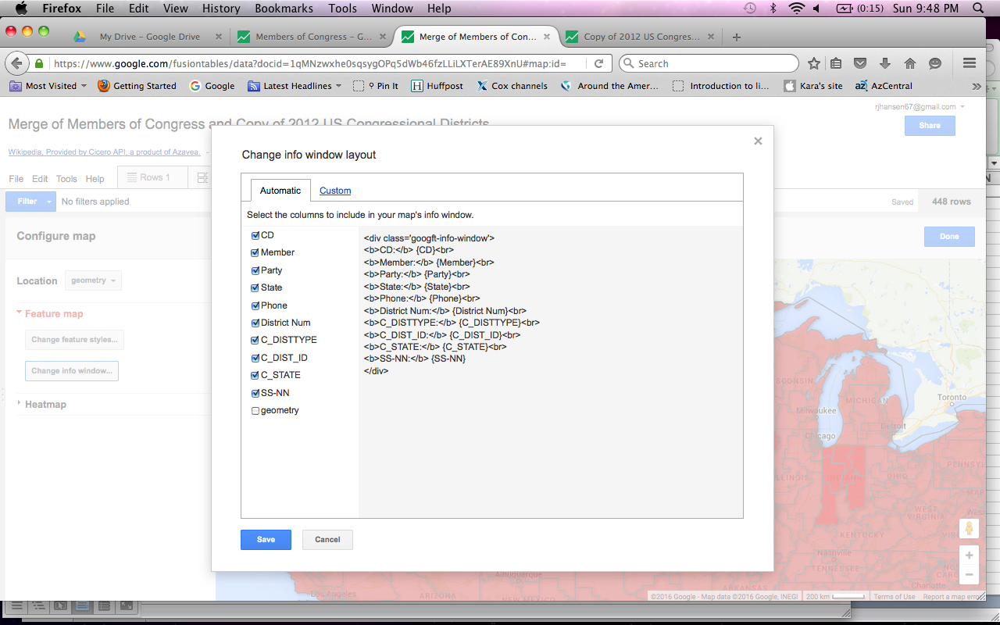 Firefox File Edit View History Bookmarks Tools Window Help (0:15) Sun 9:48 PM
My Drive – Google Drive Members of Congress – G... Merge of Members of Con... Copy of 2012 US Congres...
https://www.google.com/fusiontables/data?docid=1qMNzwxhe0sqsygOPq5dWb46fzLLiLXTerAE89XnU#map:id= Search
Most Visited Getting Started Google Latest Headlines Pin It Huffpost Cox channels Around the Amer... Introduction to li... Kara's site AzCentral
rjhansen67@gmail.com
Merge of Members of Congress and Copy of 2012 US Congressional Districts
Share
Wikipedia, Provided by Cicero API, a product of Azavea. -
File Edit Tools Help Rows 1
Filter No filters applied Saved 448 rows
Configure map Done
Location geometry
Feature map
Change feature styles...
Change info window...
Heatmap
Change info window layout
Automatic Custom
Select the columns to include in your map's info window.
CD
Member
Party
State
Phone
District Num
C_DISTTYPE
C_DIST_ID
C_STATE
SS-NN
geometry
<div class='googft-info-window'>
<b>CD:</b> {CD}<br>
<b>Member:</b> {Member}<br>
<b>Party:</b> {Party}<br>
<b>State:</b> {State}<br>
<b>Phone:</b> {Phone}<br>
<b>District Num:</b> {District Num}<br>
<b>C_DISTTYPE:</b> {C_DISTTYPE}<br>
<b>C_DIST_ID:</b> {C_DIST_ID}<br>
<b>C_STATE:</b> {C_STATE}<br>
<b>SS-NN:</b> {SS-NN}
</div>
Save Cancel
WISCONSIN
MICHIGAN
Toronto
Milwaukee
Detroit
Chicago
ILLINOIS INDIANA OHIO PENNSYL
WEST VIRGINIA
KENTUCKY
Nashville
TENNESSEE
Charlotte
Albuquerque
Los Angeles ARIZONA NEW MEXICO ARKANSAS
©2016 Google - Map data ©2016 Google, INEGI 200 km Terms of Use Report a map error